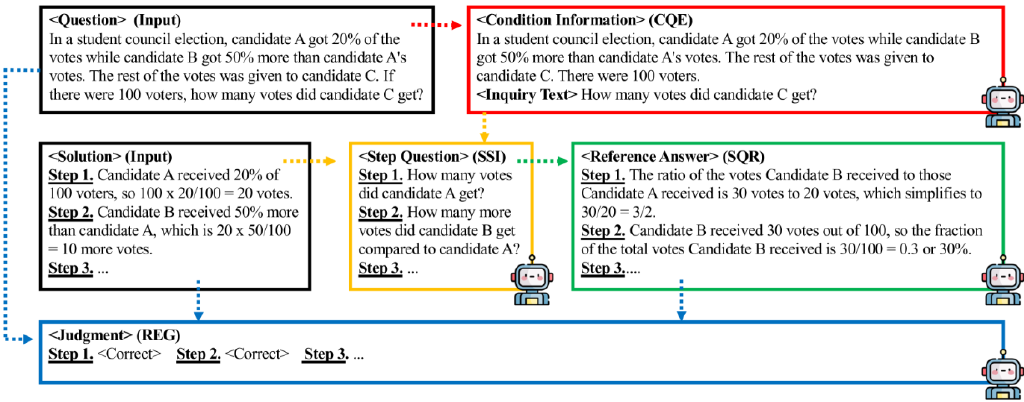 <Question> (Input)
In a student council election, candidate A got 20% of the
votes while candidate B got 50% more than candidate A's
votes. The rest of the votes was given to candidate C. If
there were 100 voters, how many votes did candidate C get?
<Condition Information> (CQE)
In a student council election, candidate A got 20% of the votes while candidate B
got 50% more than candidate A's votes. The rest of the votes was given to
candidate C. There were 100 voters.
<Inquiry Text> How many votes did candidate C get?
<Solution> (Input)
Step 1. Candidate A received 20% of
100 voters, so 100 x 20/100 = 20 votes.
Step 2. Candidate B received 50% more
than candidate A, which is 20 x 50/100
= 10 more votes.
Step 3. ...
<Step Question> (SSI)
Step 1. How many votes
did candidate A get?
Step 2. How many more
votes did candidate B get
compared to candidate A?
Step 3. ...
<Reference Answer> (SQR)
Step 1. The ratio of the votes Candidate B received to those
Candidate A received is 30 votes to 20 votes, which simplifies to
30/20 = 3/2.
Step 2. Candidate B received 30 votes out of 100, so the fraction
of the total votes Candidate B received is 30/100 = 0.3 or 30%.
Step 3.....
<Judgment> (REG)
Step 1. <Correct> Step 2. <Correct> Step 3. ...